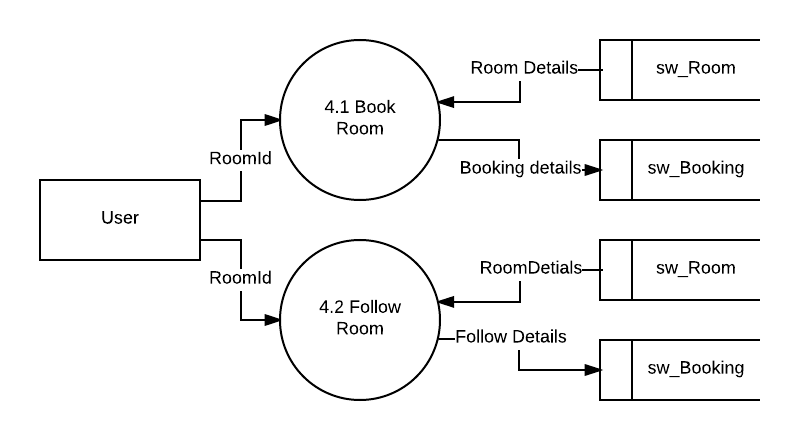 Room Details
sw_Room
4.1 Book
Room
RoomId
Booking details
sw_Booking
User
RoomId
RoomDetials
sw_Room
4.2 Follow
Room
Follow Details
sw_Booking